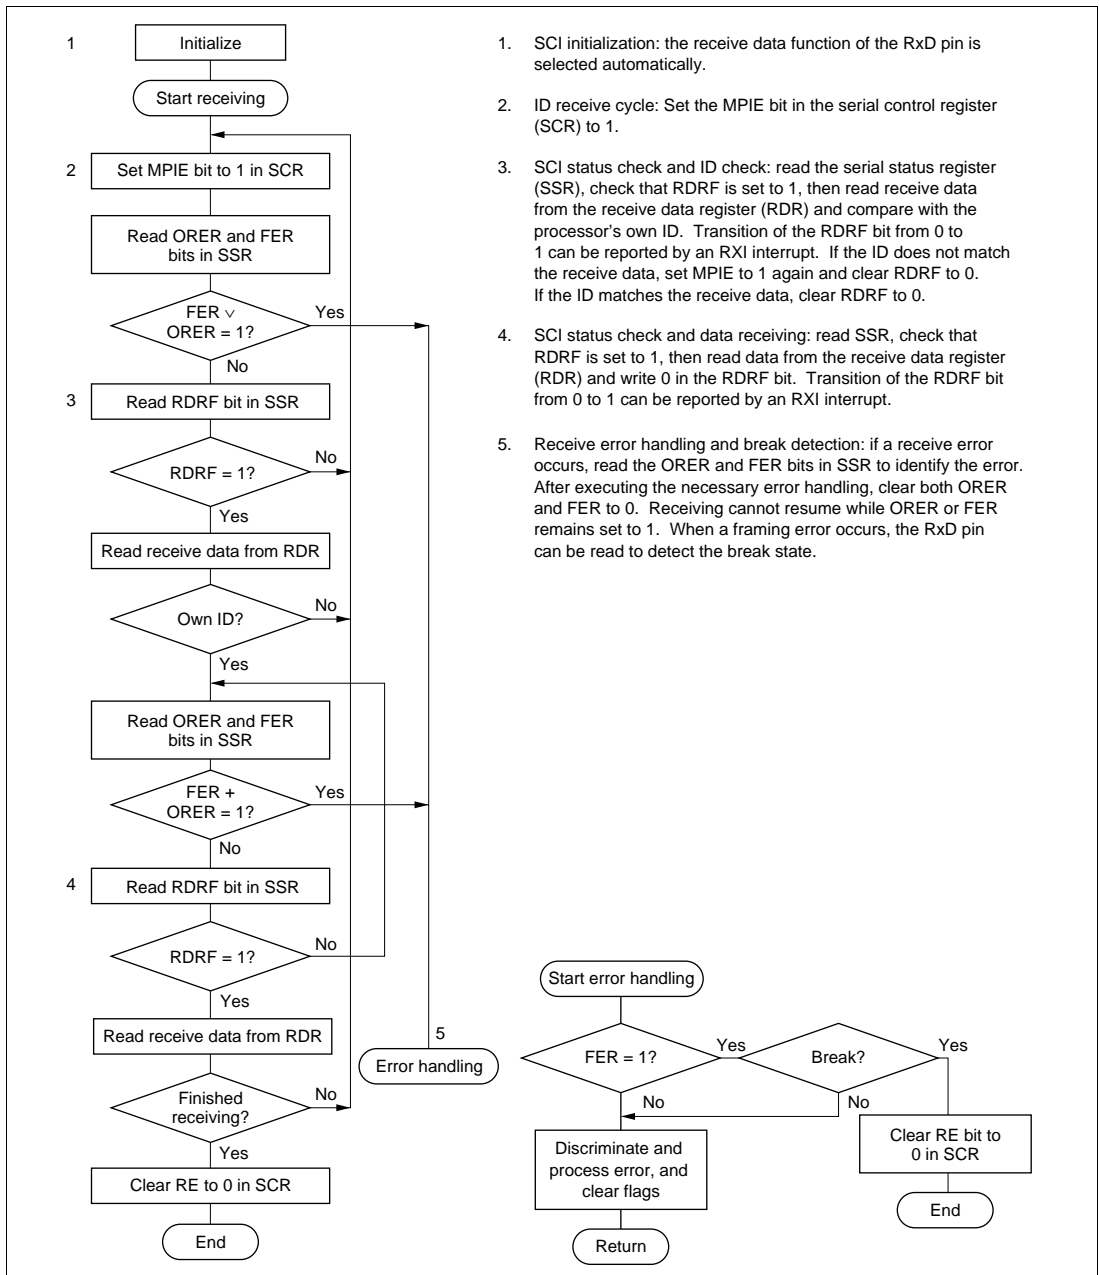 1
Initialize
Start receiving
2
Set MPIE bit to 1 in SCR
Read ORER and FER
bits in SSR
FER ∨
ORER = 1?
Yes
No
3
Read RDRF bit in SSR
RDRF = 1?
No
Yes
Read receive data from RDR
Own ID?
No
Yes
Read ORER and FER
bits in SSR
FER +
ORER = 1?
Yes
No
4
Read RDRF bit in SSR
RDRF = 1?
No
Yes
Read receive data from RDR
Finished
receiving?
No
Yes
Clear RE to 0 in SCR
End
5
Error handling
1. SCI initialization: the receive data function of the RxD pin is
selected automatically.
2. ID receive cycle: Set the MPIE bit in the serial control register
(SCR) to 1.
3. SCI status check and ID check: read the serial status register
(SSR), check that RDRF is set to 1, then read receive data
from the receive data register (RDR) and compare with the
processor's own ID. Transition of the RDRF bit from 0 to
1 can be reported by an RXI interrupt. If the ID does not match
the receive data, set MPIE to 1 again and clear RDRF to 0.
If the ID matches the receive data, clear RDRF to 0.
4. SCI status check and data receiving: read SSR, check that
RDRF is set to 1, then read data from the receive data register
(RDR) and write 0 in the RDRF bit. Transition of the RDRF bit
from 0 to 1 can be reported by an RXI interrupt.
5. Receive error handling and break detection: if a receive error
occurs, read the ORER and FER bits in SSR to identify the error.
After executing the necessary error handling, clear both ORER
and FER to 0. Receiving cannot resume while ORER or FER
remains set to 1. When a framing error occurs, the RxD pin
can be read to detect the break state.
Start error handling
FER = 1?
Yes
No
Break?
Yes
No
Discriminate and
process error, and
clear flags
Return
Clear RE bit to
0 in SCR
End